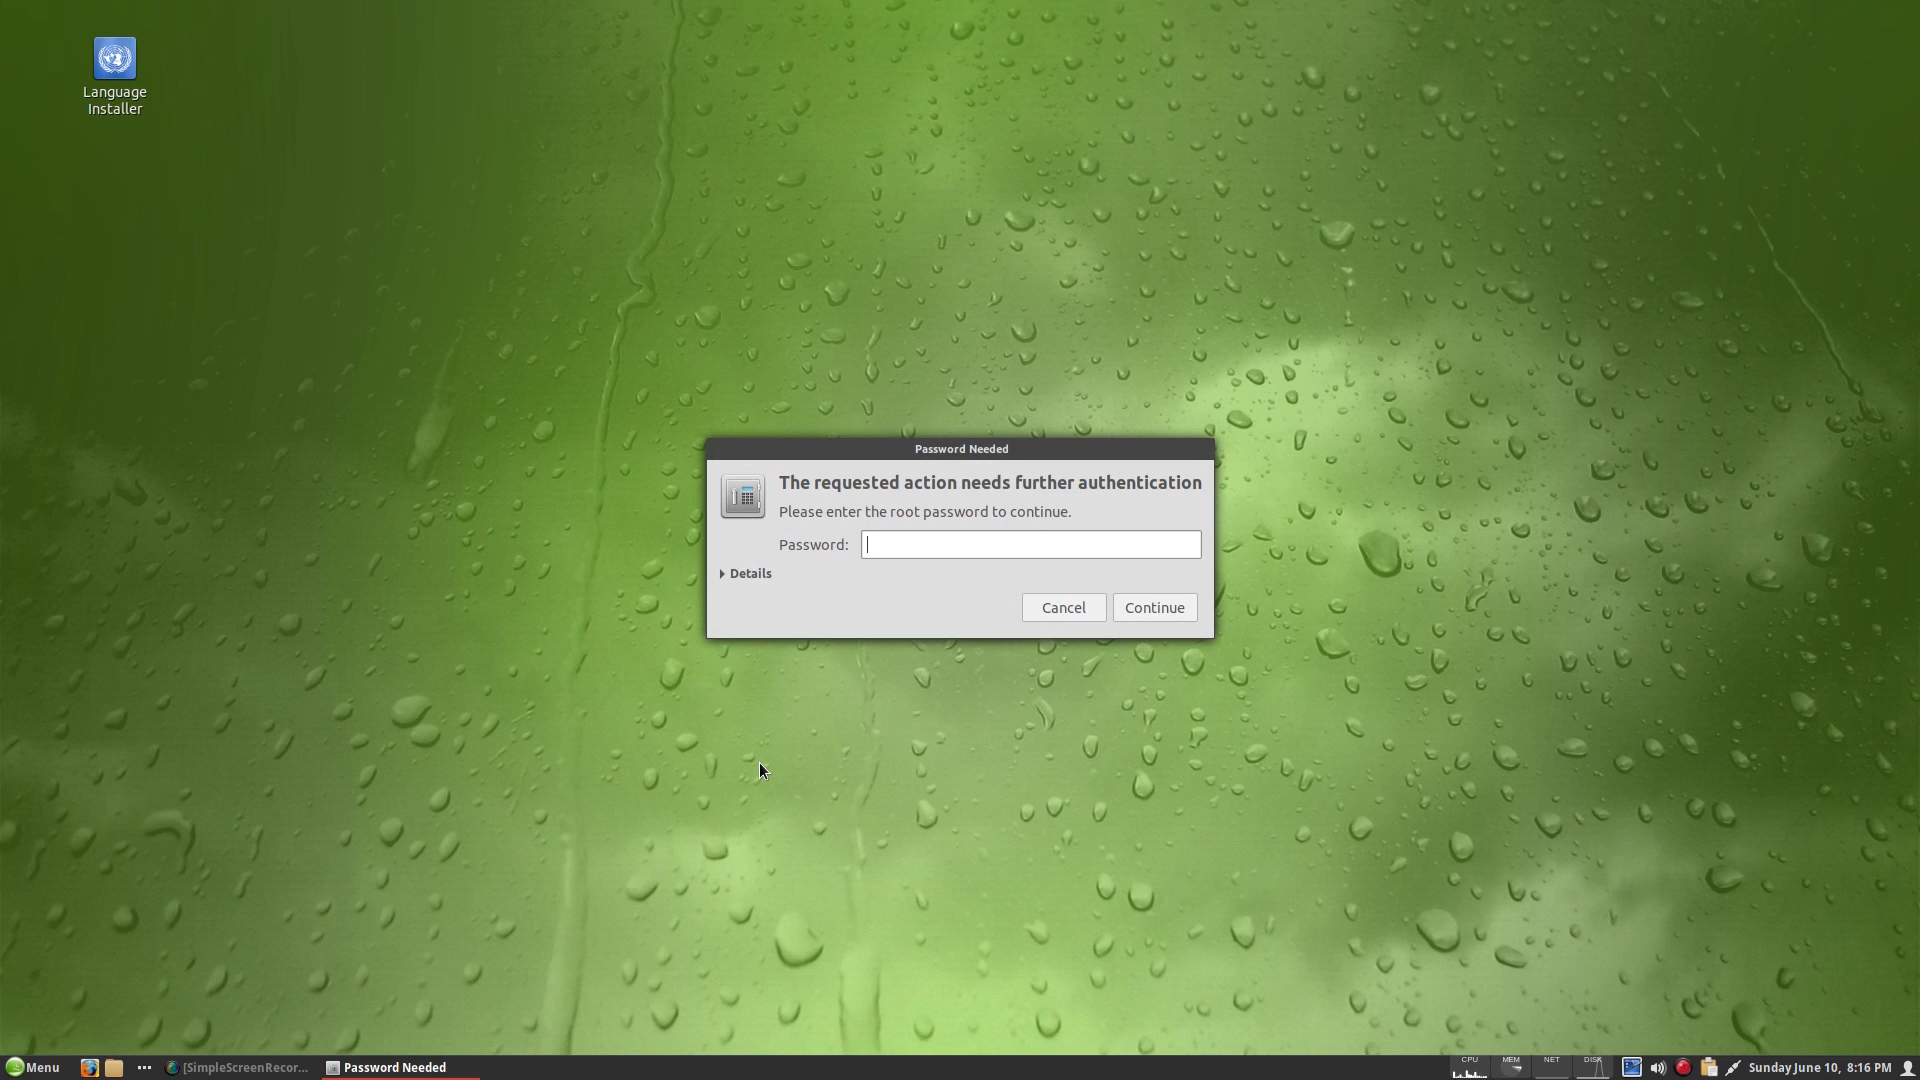 Language
Installer
Password Needed
The requested action needs further authentication
Please enter the root password to continue.
Password:
Details
Cancel
Continue
Menu
[SimpleScreenRecor...
Password Needed
CPU
MEM
NET
DISK
Sunday June 10, 8:16 PM